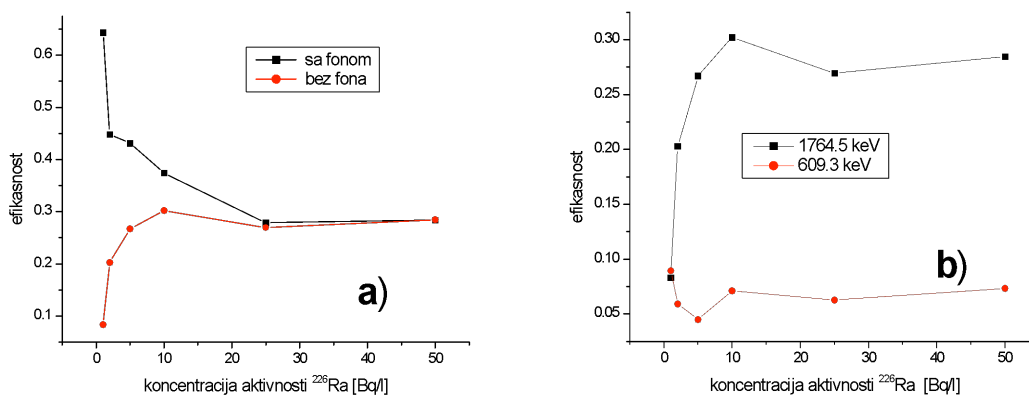 0.6
0.5
0.4
0.3
0.2
0.1
efikasnost
sa fonom
bez fona
a)
0 10 20 30 40 50
koncentracija aktivnosti ²²⁶Ra [Bq/l]
0.30
0.25
0.20
0.15
0.10
0.05
efikasnost
1764.5 keV
609.3 keV
b)
0 10 20 30 40 50
koncentracija aktivnosti ²²⁶Ra [Bq/l]